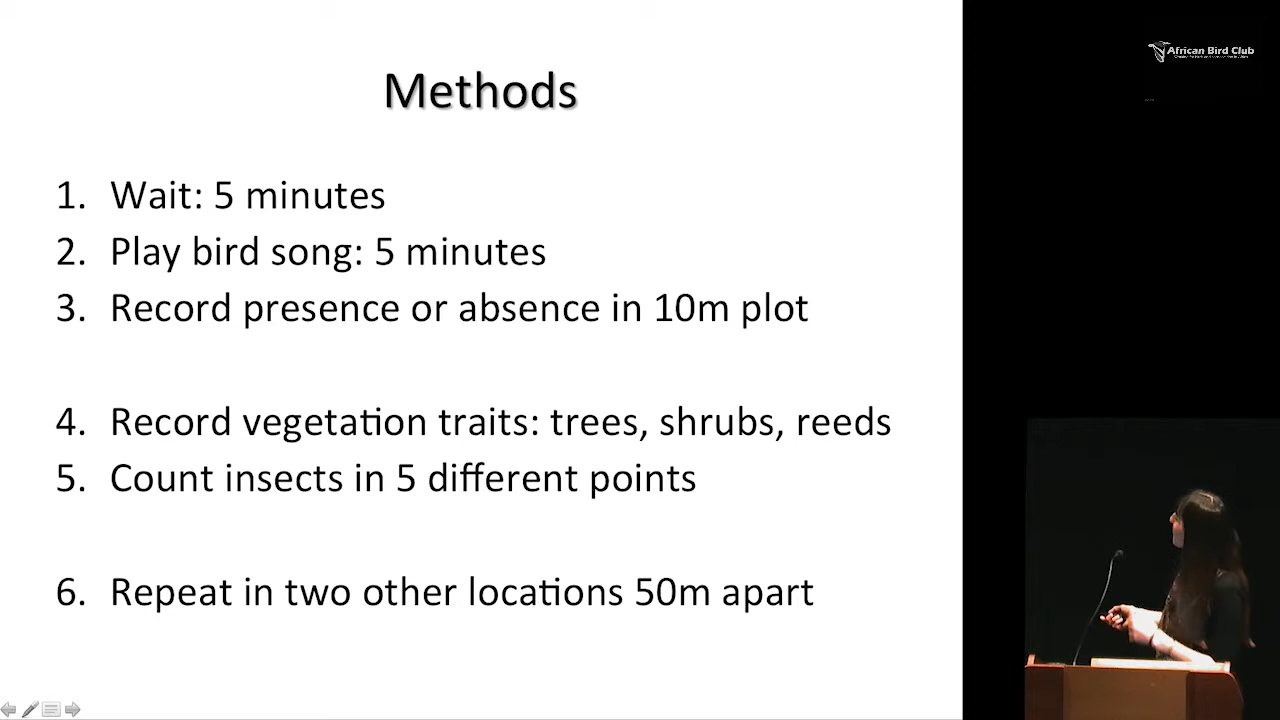 Methods
1. Wait: 5 minutes
2. Play bird song: 5 minutes
3. Record presence or absence in 10m plot
4. Record vegetation traits: trees, shrubs, reeds
5. Count insects in 5 different points
6. Repeat in two other locations 50m apart
African Bird Club